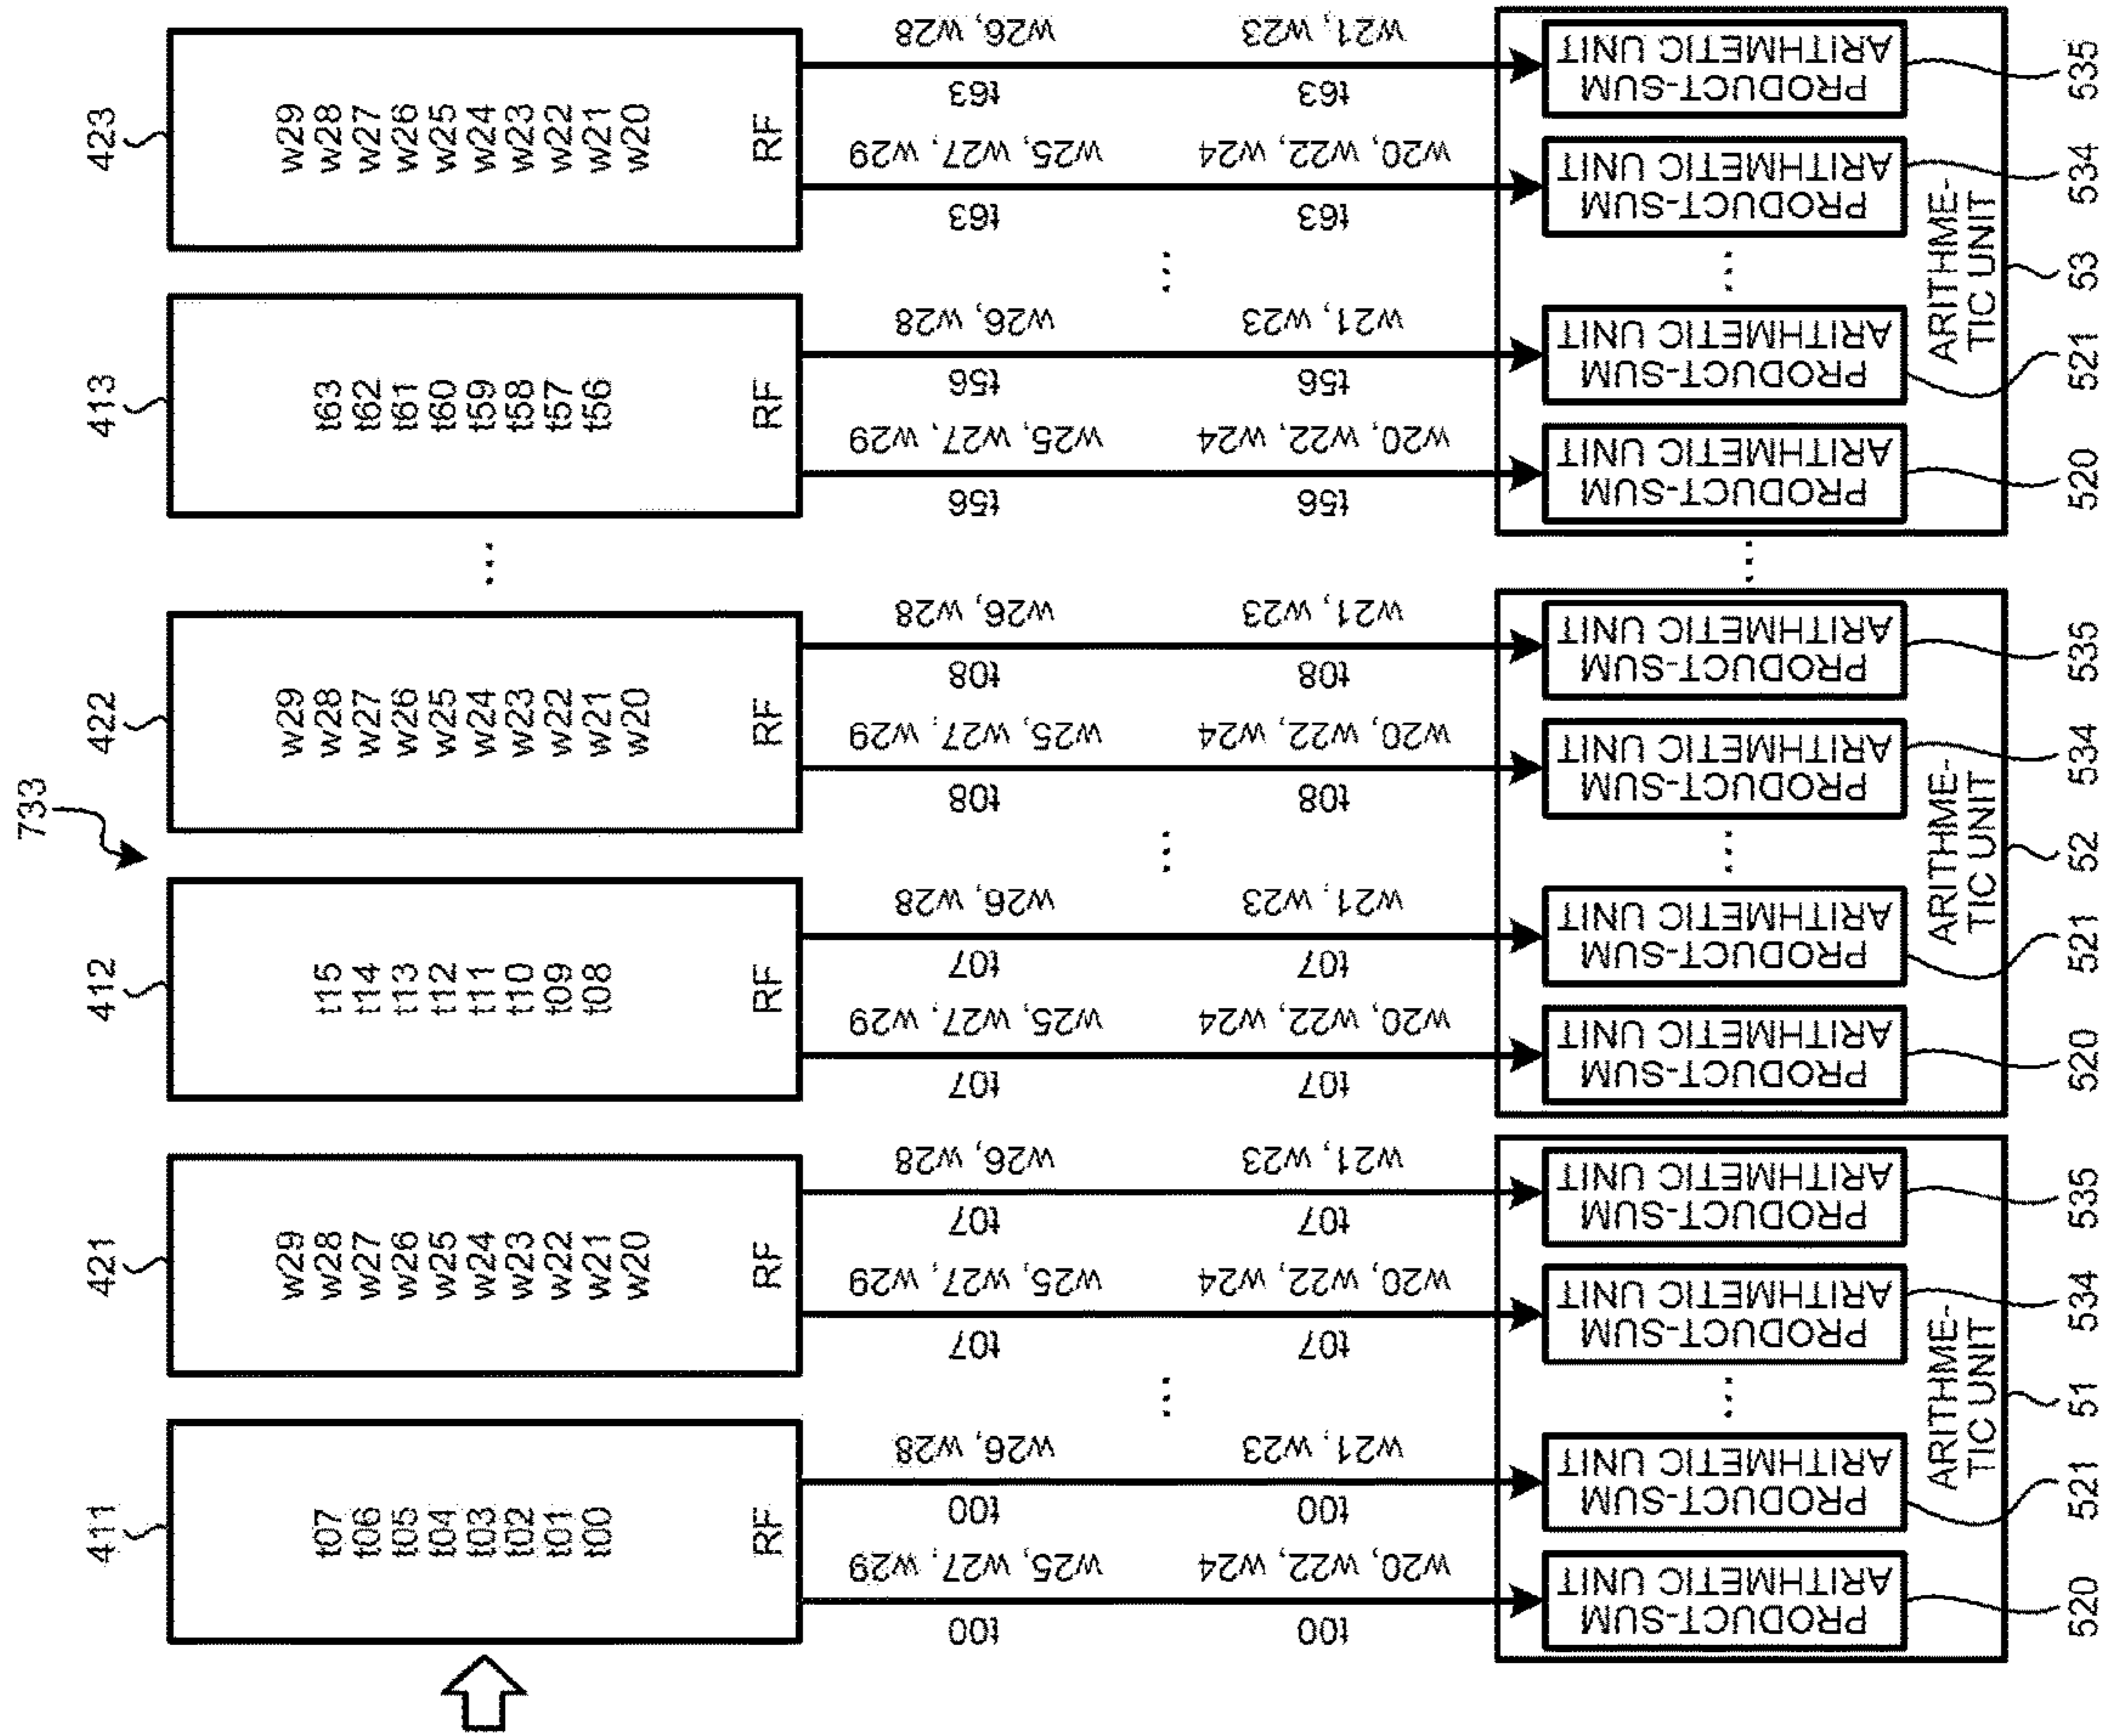 733
411
t07
t06
t05
t04
t03
t02
t01
t00
RF
421
w29
w28
w27
w26
w25
w24
w23
w22
w21
w20
RF
412
t15
t14
t13
t12
t11
t10
t09
t08
RF
422
w29
w28
w27
w26
w25
w24
w23
w22
w21
w20
RF
...
413
t63
t62
t61
t60
t59
t58
t57
t56
RF
423
w29
w28
w27
w26
w25
w24
w23
w22
w21
w20
RF
t00
w25, w27, w29
t00
w20, w22, w24
t00
w26, w28
t00
w21, w23
...
t07
w25, w27, w29
t07
w20, w22, w24
t07
w26, w28
t07
w21, w23
t07
w25, w27, w29
t07
w20, w22, w24
t07
w26, w28
t07
w21, w23
...
t08
w25, w27, w29
t08
w20, w22, w24
t08
w26, w28
t08
w21, w23
t56
w25, w27, w29
t56
w20, w22, w24
t56
w26, w28
t56
w21, w23
...
t63
w25, w27, w29
t63
w20, w22, w24
t63
w26, w28
t63
w21, w23
PRODUCT-SUM
ARITHMETIC UNIT
PRODUCT-SUM
ARITHMETIC UNIT
...
PRODUCT-SUM
ARITHMETIC UNIT
PRODUCT-SUM
ARITHMETIC UNIT
ARITHME-
TIC UNIT
520
521
51
534
535
PRODUCT-SUM
ARITHMETIC UNIT
PRODUCT-SUM
ARITHMETIC UNIT
...
PRODUCT-SUM
ARITHMETIC UNIT
PRODUCT-SUM
ARITHMETIC UNIT
ARITHME-
TIC UNIT
520
521
52
534
535
...
PRODUCT-SUM
ARITHMETIC UNIT
PRODUCT-SUM
ARITHMETIC UNIT
...
PRODUCT-SUM
ARITHMETIC UNIT
PRODUCT-SUM
ARITHMETIC UNIT
ARITHME-
TIC UNIT
520
521
53
534
535